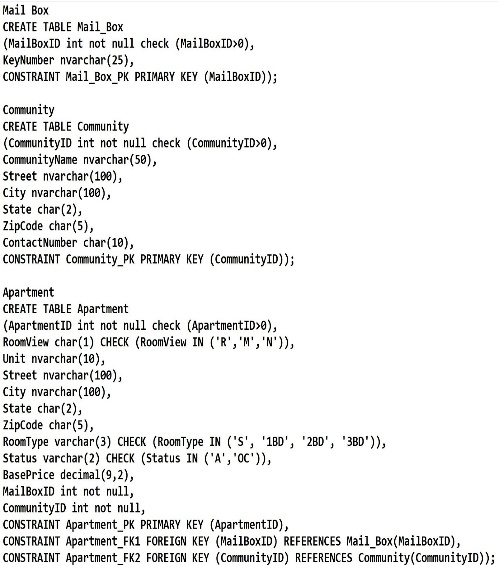 Mail Box
CREATE TABLE Mail_Box
(MailBoxID int not null check (MailBoxID>0),
KeyNumber nvarchar(25),
CONSTRAINT Mail_Box_PK PRIMARY KEY (MailBoxID));
Community
CREATE TABLE Community
(CommunityID int not null check (CommunityID>0),
CommunityName nvarchar(50),
Street nvarchar(100),
City nvarchar(100),
State char(2),
ZipCode char(5),
ContactNumber char(10),
CONSTRAINT Community_PK PRIMARY KEY (CommunityID));
Apartment
CREATE TABLE Apartment
(ApartmentID int not null check (ApartmentID>0),
RoomView char(1) CHECK (RoomView IN ('R','M','N')),
Unit nvarchar(10),
Street nvarchar(100),
City nvarchar(100),
State char(2),
ZipCode char(5),
RoomType varchar(3) CHECK (RoomType IN ('S', '1BD', '2BD', '3BD')),
Status varchar(2) CHECK (Status IN ('A','OC')),
BasePrice decimal(9,2),
MailBoxID int not null,
CommunityID int not null,
CONSTRAINT Apartment_PK PRIMARY KEY (ApartmentID),
CONSTRAINT Apartment_FK1 FOREIGN KEY (MailBoxID) REFERENCES Mail_Box(MailBoxID),
CONSTRAINT Apartment_FK2 FOREIGN KEY (CommunityID) REFERENCES Community(CommunityID));